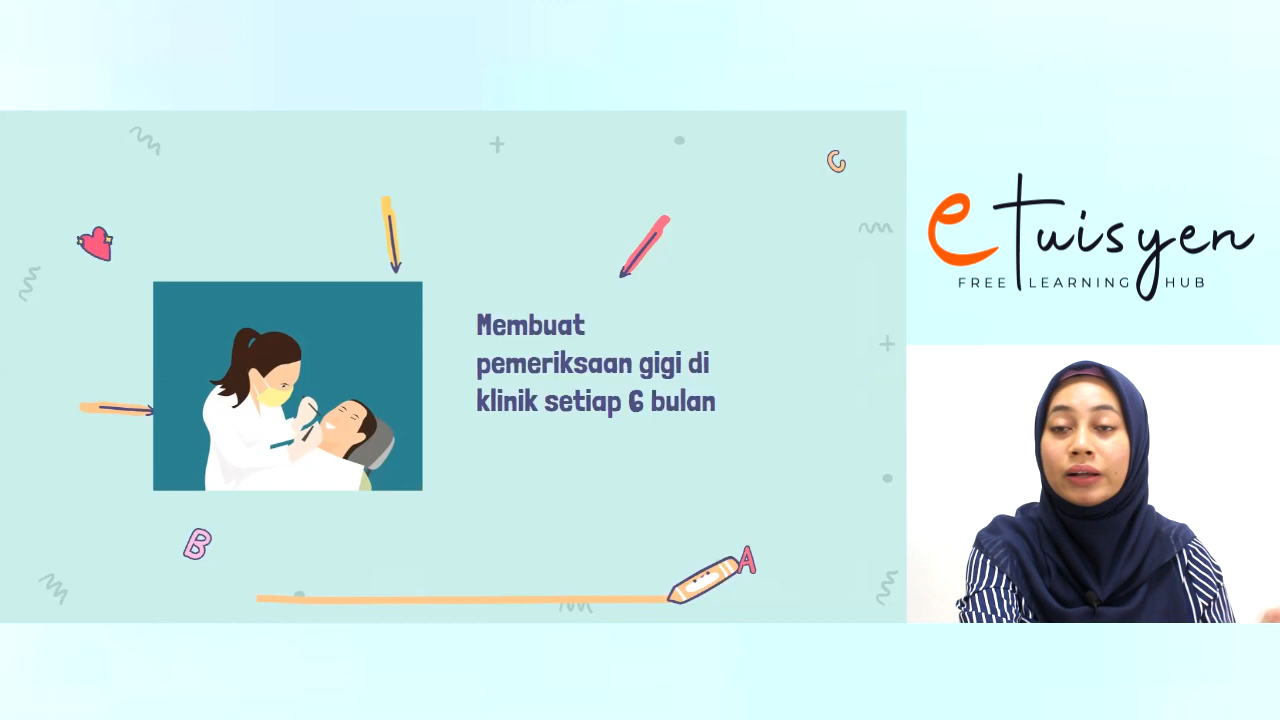 C
Membuat
pemeriksaan gigi di
klinik setiap 6 bulan
B
A
eTuisyen
FREE LEARNING HUB